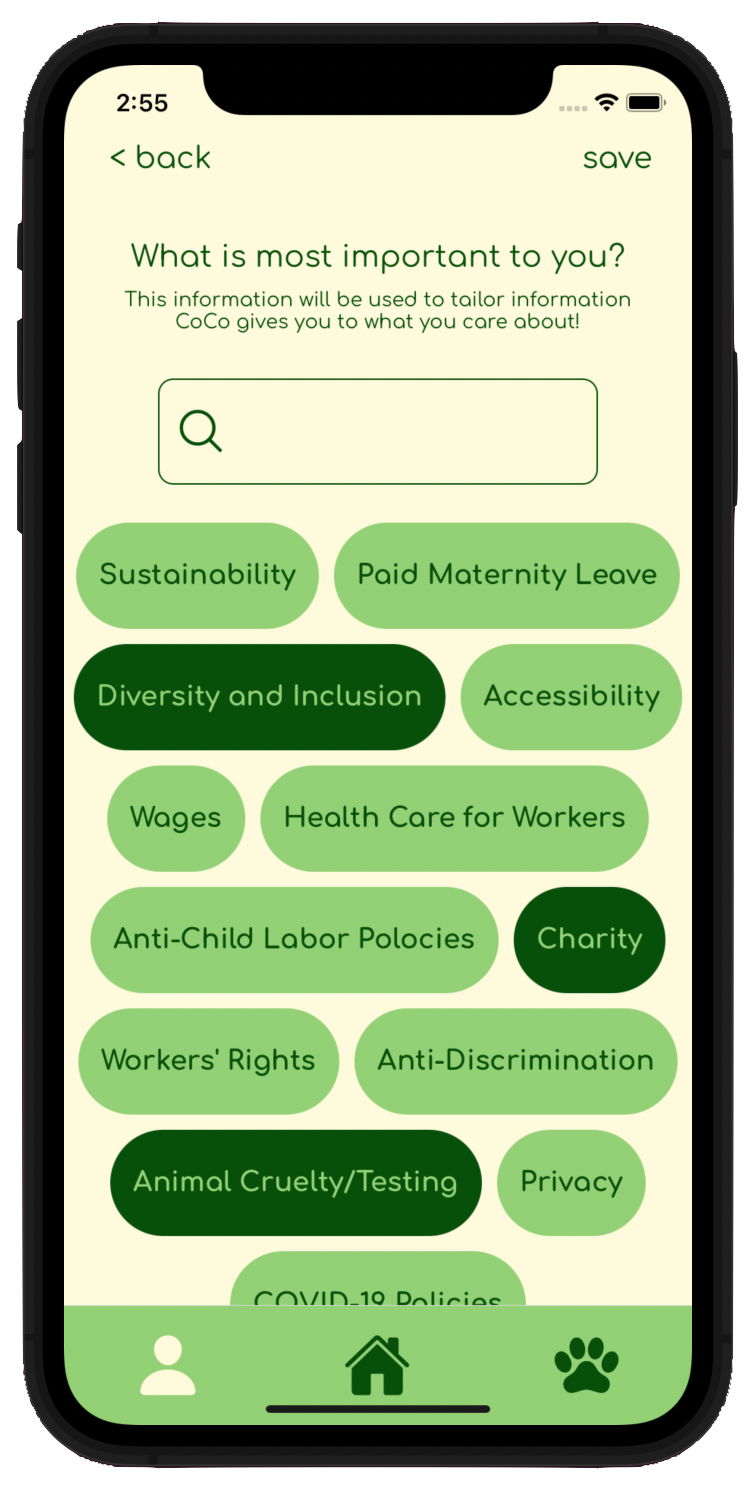 2:55
< back
save
What is most important to you?
This information will be used to tailor information
CoCo gives you to what you care about!
Sustainability
Paid Maternity Leave
Diversity and Inclusion
Accessibility
Wages
Health Care for Workers
Anti-Child Labor Polocies
Charity
Workers' Rights
Anti-Discrimination
Animal Cruelty/Testing
Privacy
COVID-19 Policies